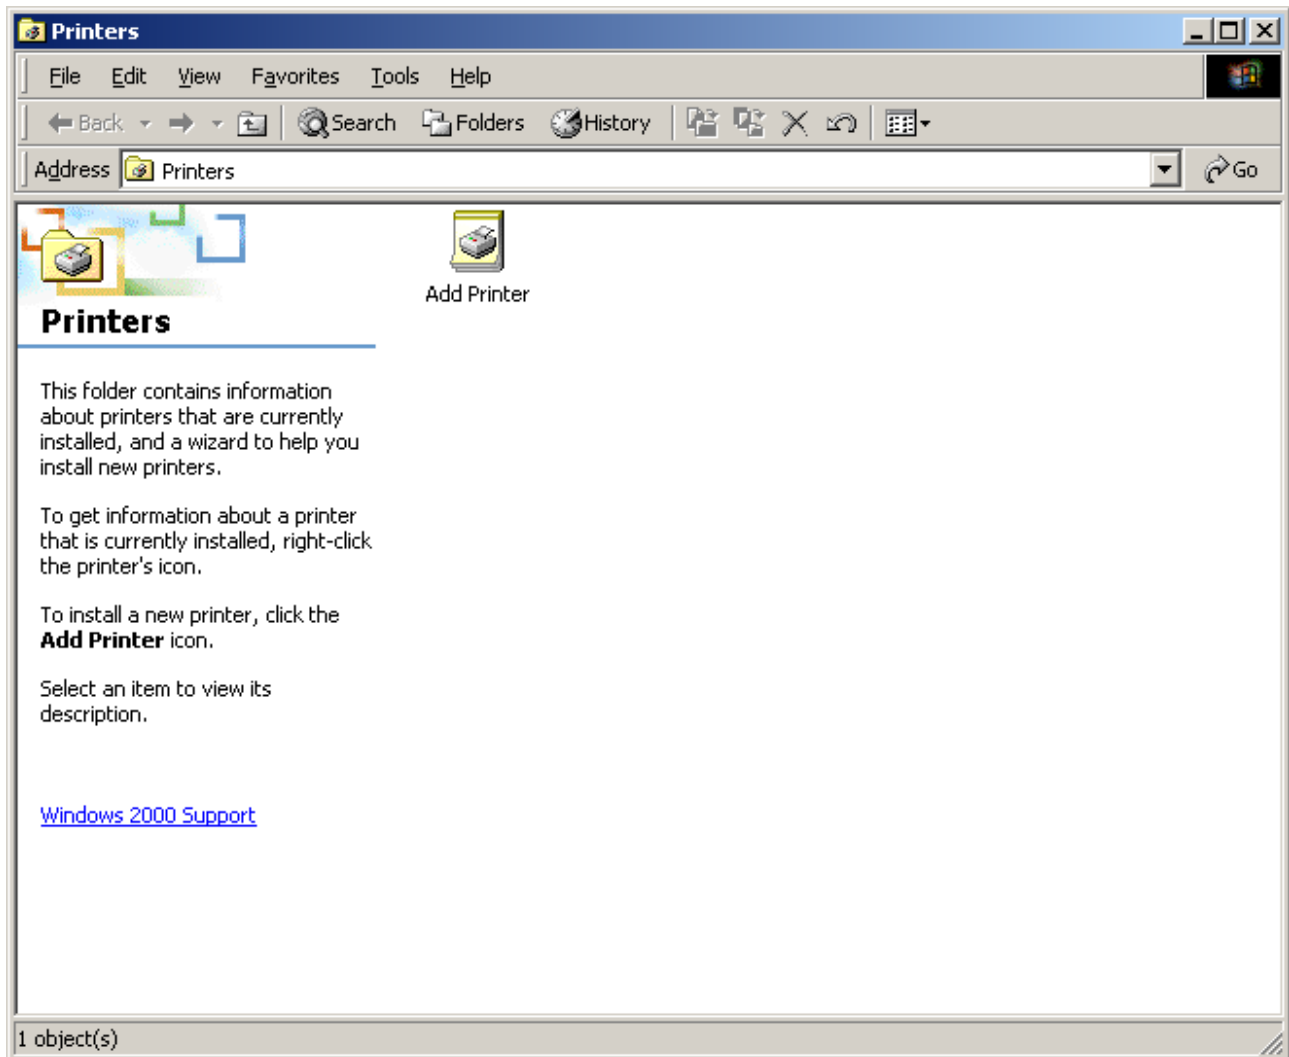 Printers
File Edit View Favorites Tools Help
Back Search Folders History
Address Printers Go
Add Printer
Printers
This folder contains information
about printers that are currently
installed, and a wizard to help you
install new printers.
To get information about a printer
that is currently installed, right-click
the printer's icon.
To install a new printer, click the
Add Printer icon.
Select an item to view its
description.
Windows 2000 Support
1 object(s)